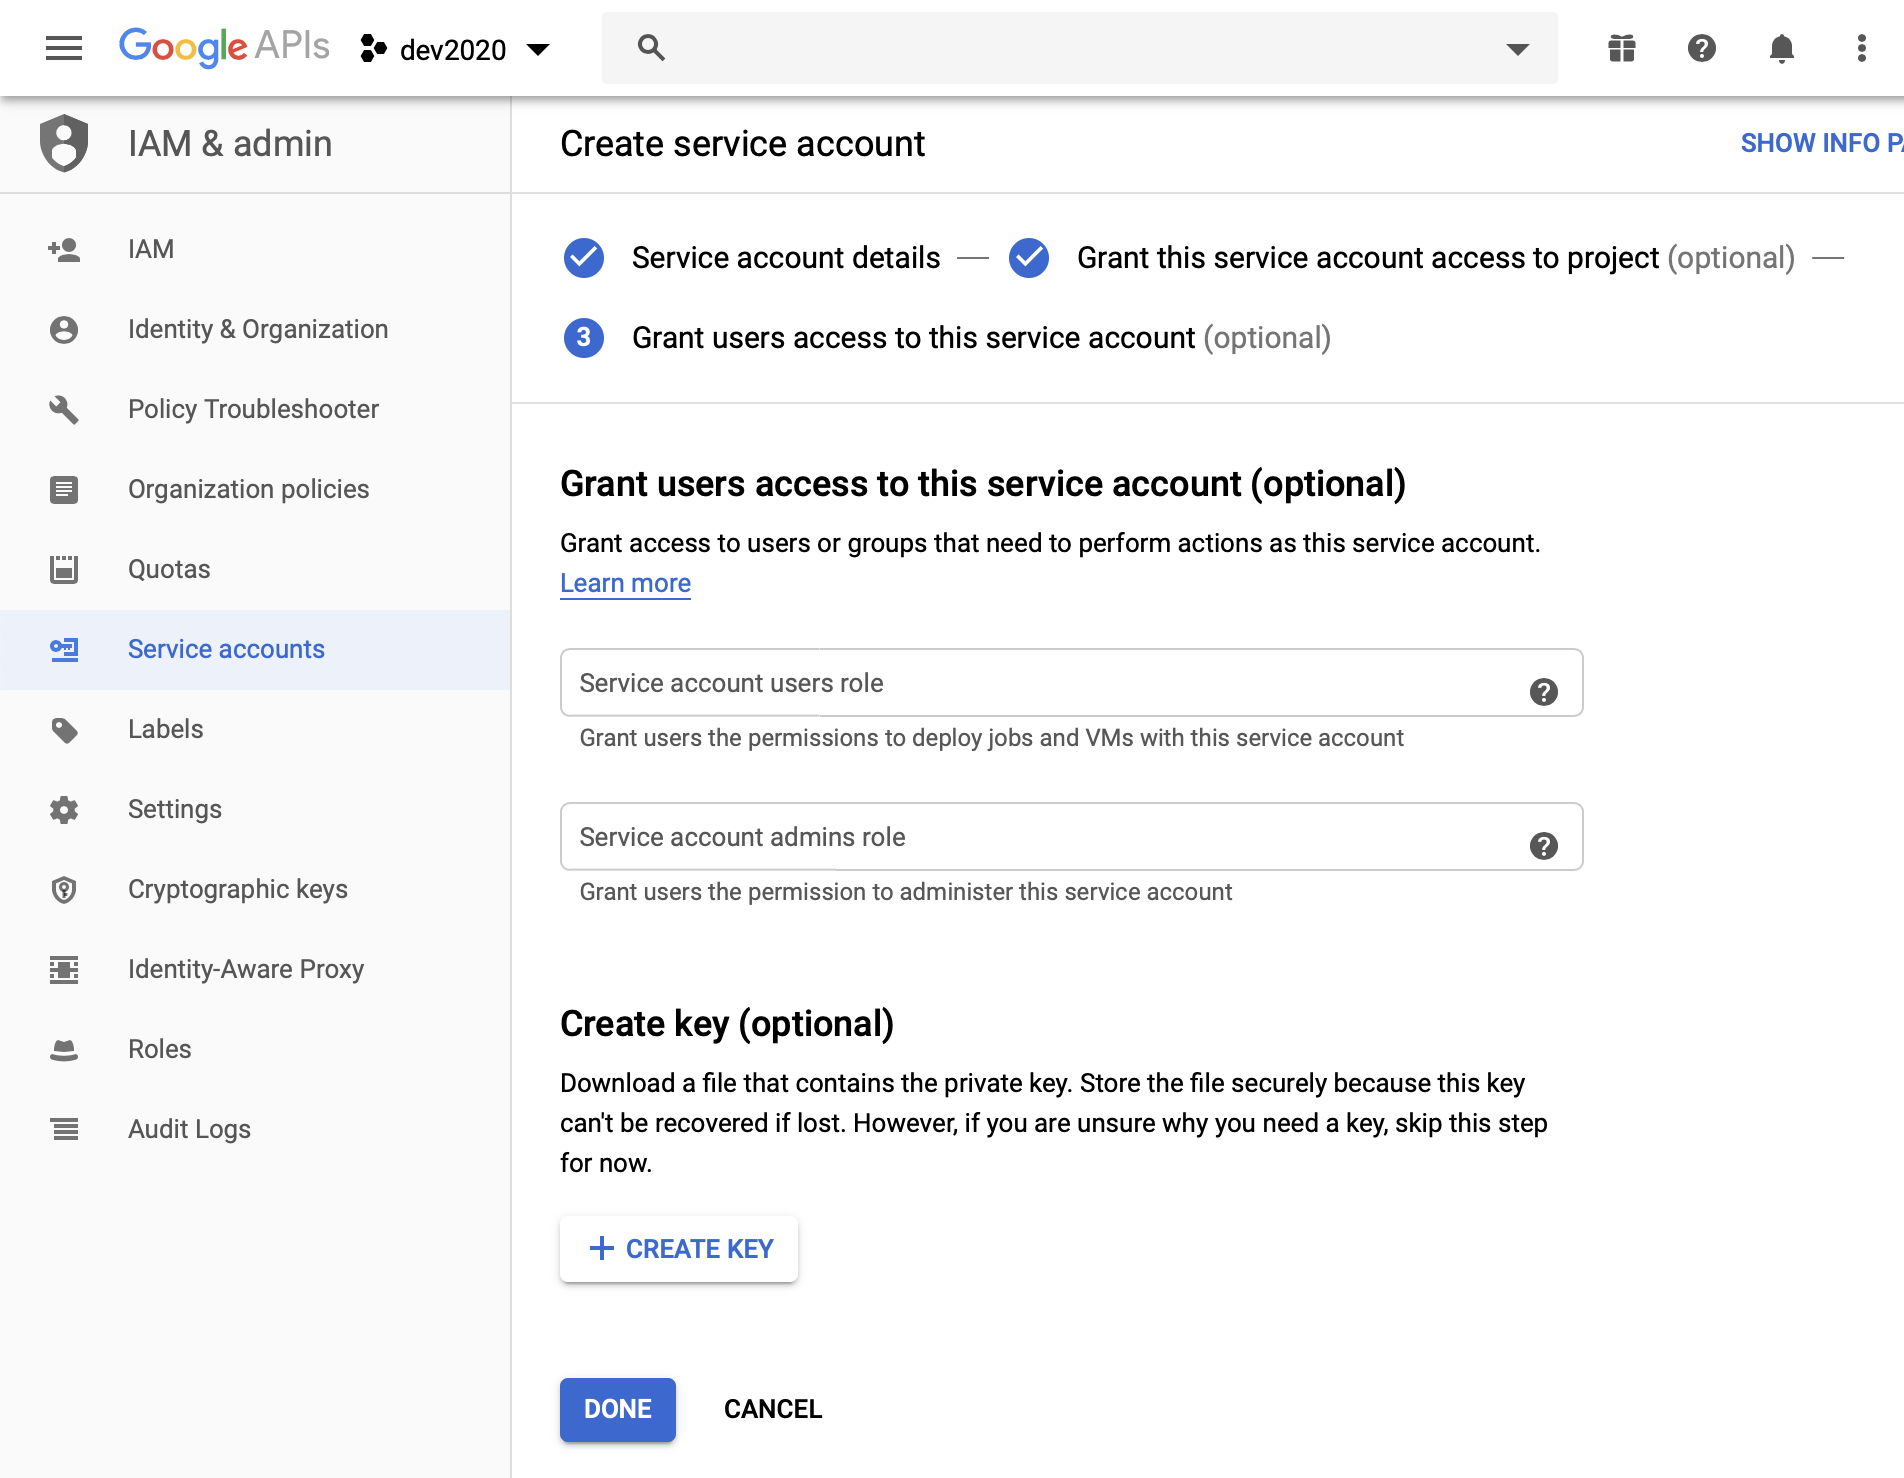 Google APIs dev2020
IAM & admin
Create service account
SHOW INFO
IAM
Identity & Organization
Policy Troubleshooter
Organization policies
Quotas
Service accounts
Labels
Settings
Cryptographic keys
Identity-Aware Proxy
Roles
Audit Logs
Service account details — Grant this service account access to project (optional) —
3 Grant users access to this service account (optional)
Grant users access to this service account (optional)
Grant access to users or groups that need to perform actions as this service account.
Learn more
Service account users role
Grant users the permissions to deploy jobs and VMs with this service account
Service account admins role
Grant users the permission to administer this service account
Create key (optional)
Download a file that contains the private key. Store the file securely because this key
can't be recovered if lost. However, if you are unsure why you need a key, skip this step
for now.
+ CREATE KEY
DONE CANCEL